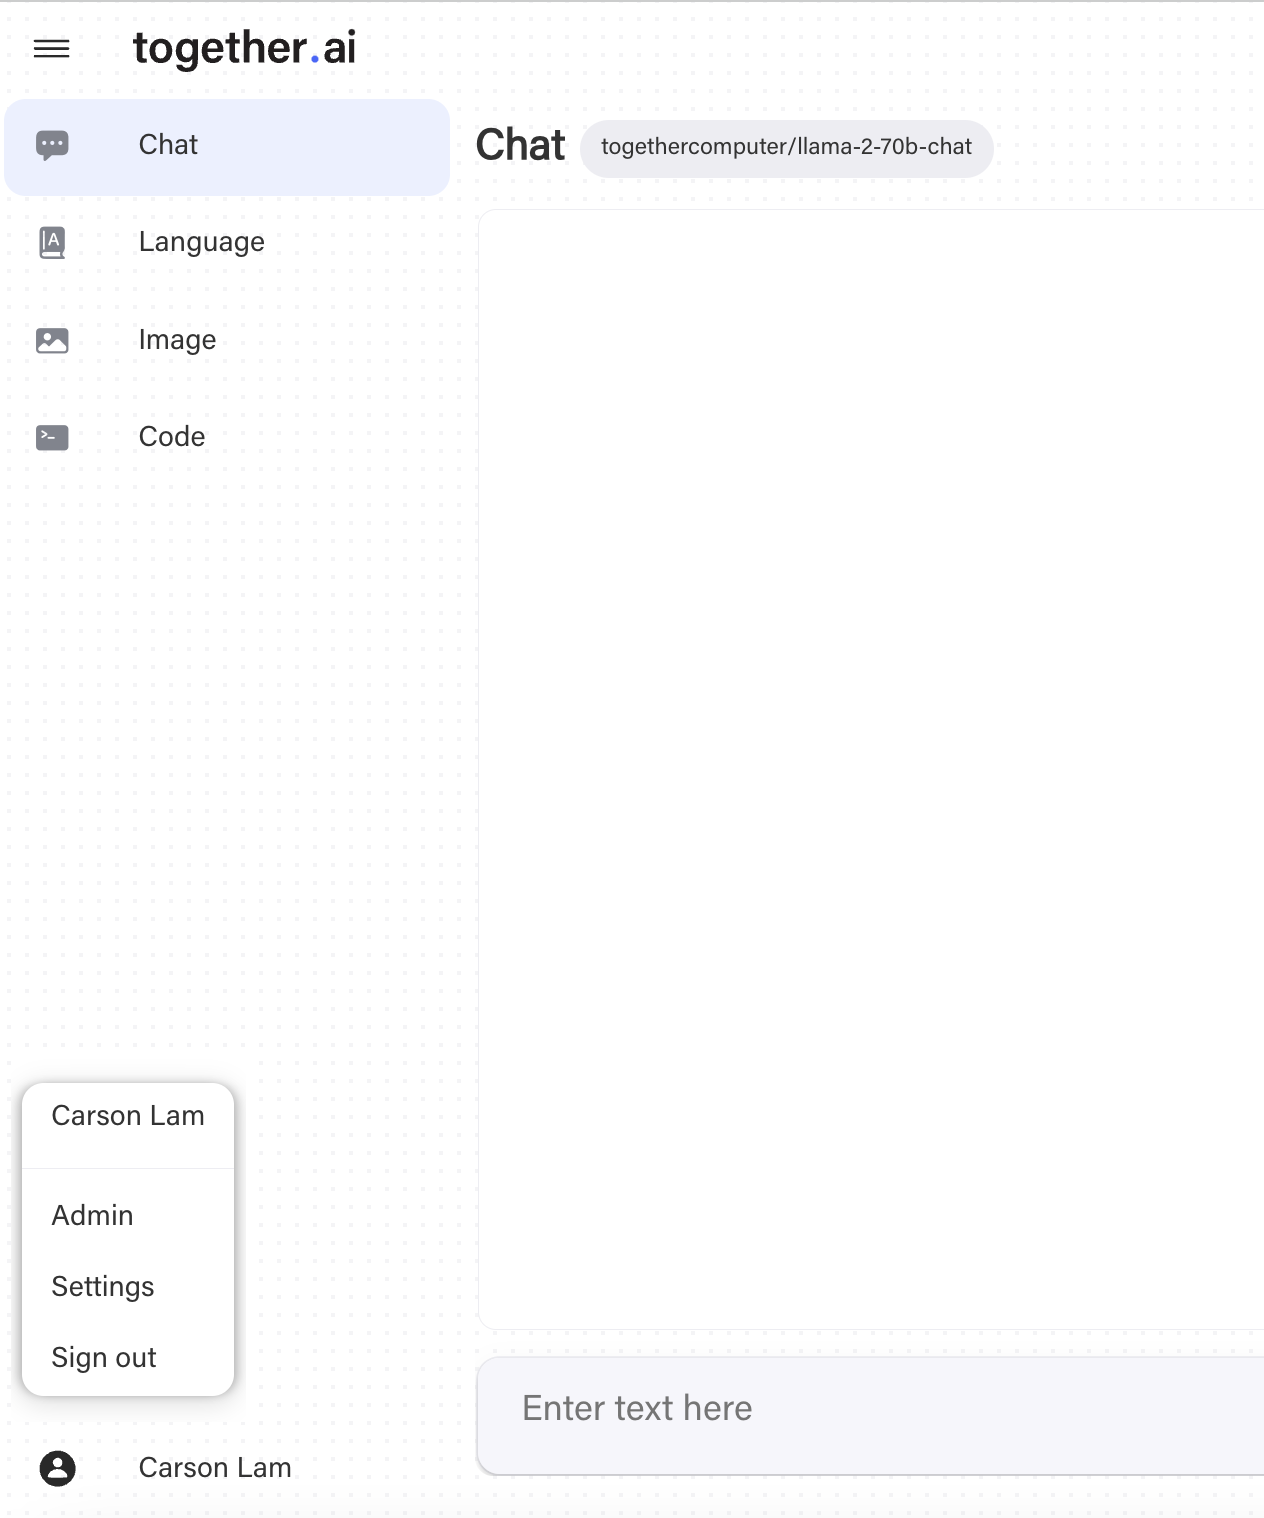 together.ai
Chat
Language
Image
Code
Chat togethercomputer/llama-2-70b-chat
Carson Lam
Admin
Settings
Sign out
Carson Lam
Enter text here